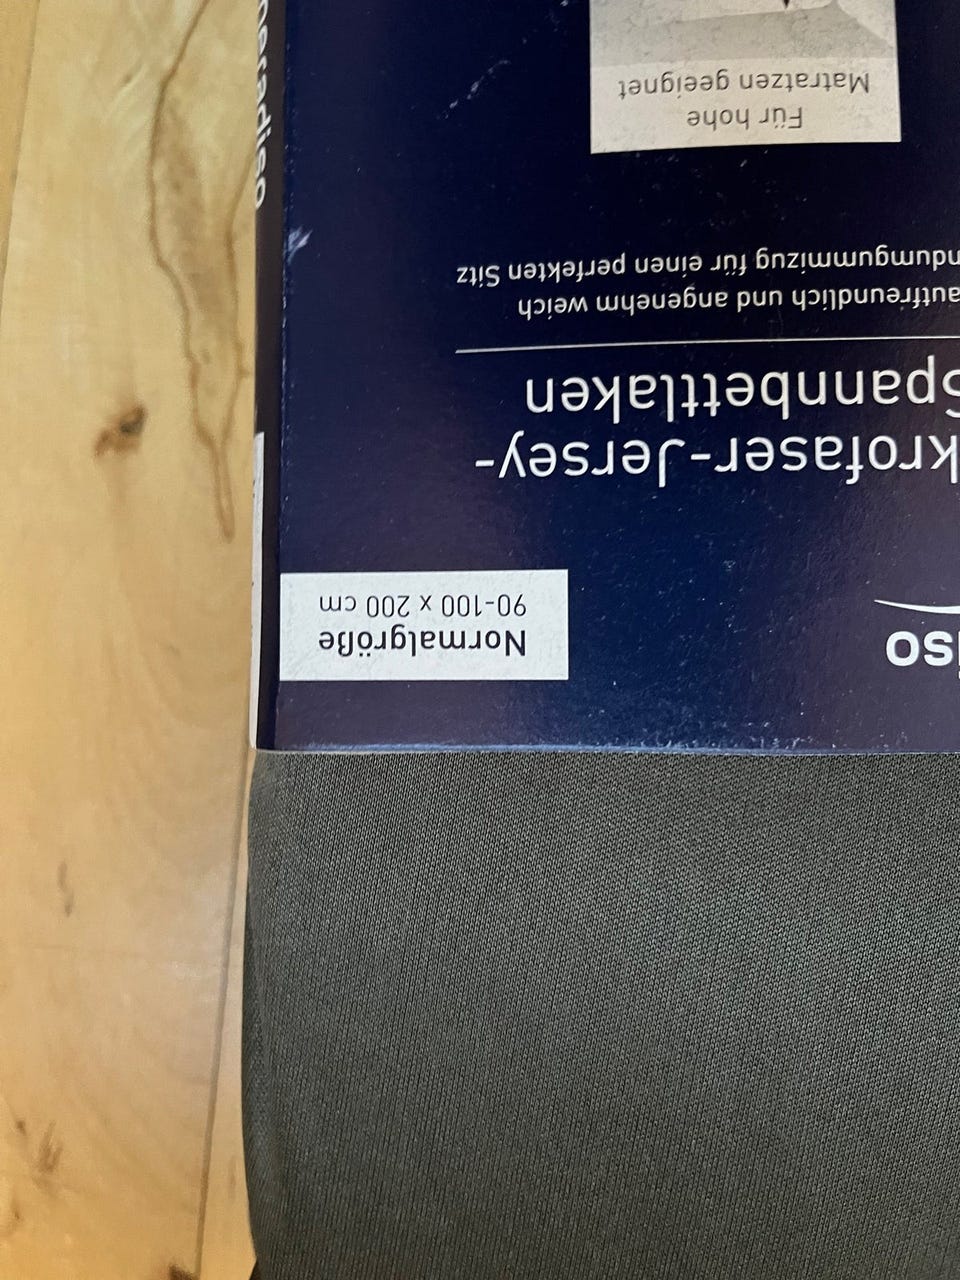 iso
Normalgröße
90-100 x 200 cm
krofaser-Jersey-
Spannbettlaken
autfreundlich und angenehm weich
ndumgummizug für einen perfekten Sitz
Für hohe
Matratzen geeignet
meradiso